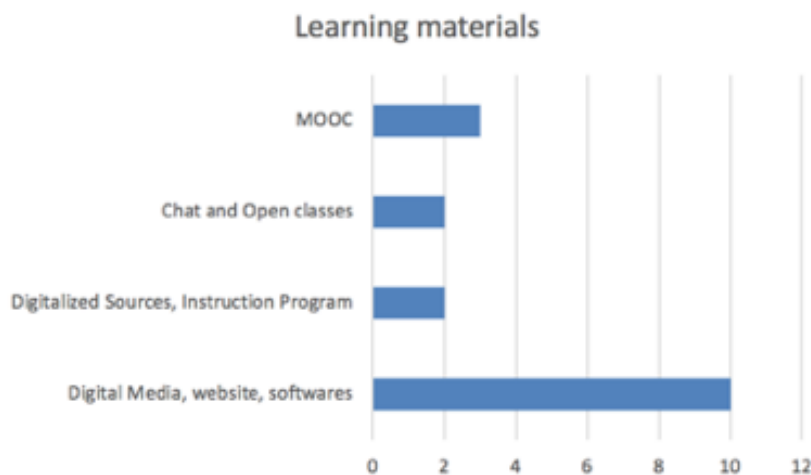 Learning materials
MOOC
Chat and Open classes
Digitalized Sources, Instruction Program
Digital Media, website, softwares
0 2 4 6 8 10 12